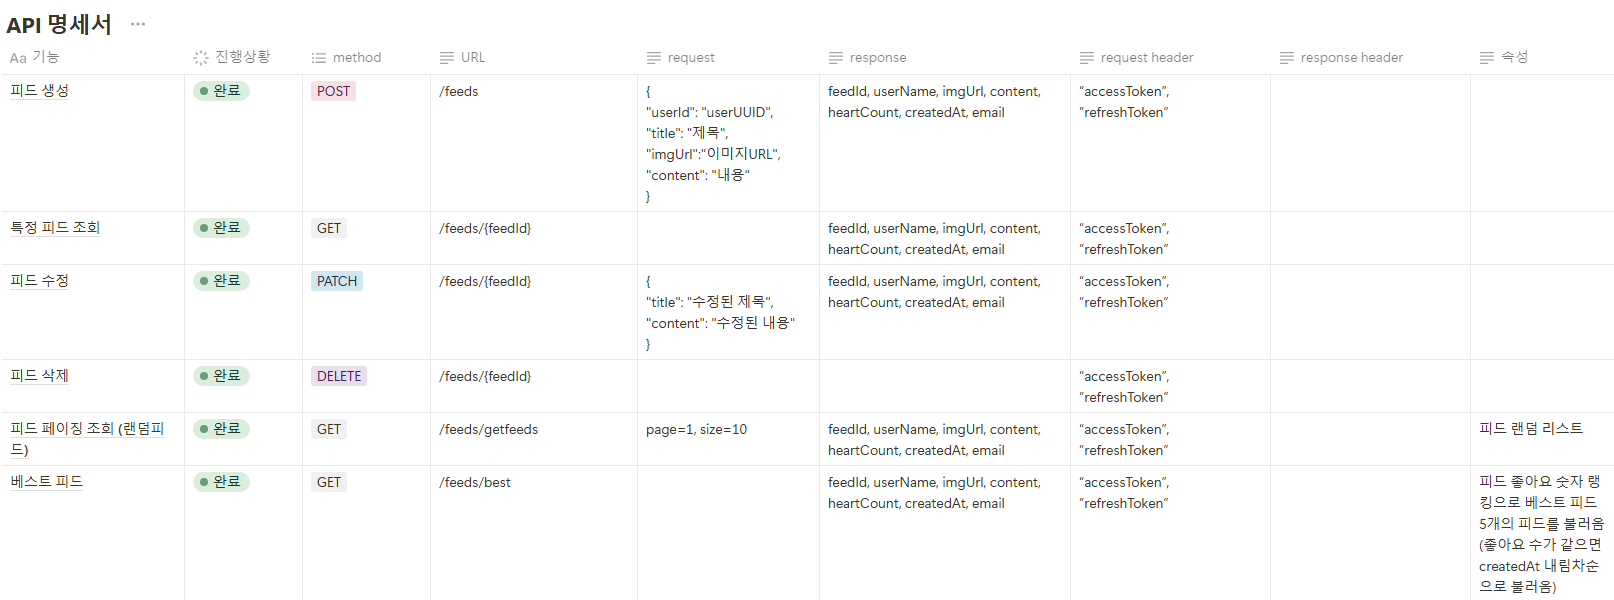 API 명세서 ···
Aa 기능 진행상황 method URL request response request header response header 속성
피드 생성 완료 POST /feeds
{
"userId": "userUUID",
"title": "제목",
"imgUrl":"이미지URL",
"content": "내용"
}
feedId, userName, imgUrl, content,
heartCount, createdAt, email
“accessToken”,
”refreshToken”
특정 피드 조회 완료 GET /feeds/{feedId}
feedId, userName, imgUrl, content,
heartCount, createdAt, email
“accessToken”,
”refreshToken”
피드 수정 완료 PATCH /feeds/{feedId}
{
"title": "수정된 제목",
"content": "수정된 내용"
}
feedId, userName, imgUrl, content,
heartCount, createdAt, email
“accessToken”,
”refreshToken”
피드 삭제 완료 DELETE /feeds/{feedId}
“accessToken”,
”refreshToken”
피드 페이징 조회 (랜덤피
드)
완료 GET /feeds/getfeeds page=1, size=10
feedId, userName, imgUrl, content,
heartCount, createdAt, email
“accessToken”,
”refreshToken”
피드 랜덤 리스트
베스트 피드 완료 GET /feeds/best
feedId, userName, imgUrl, content,
heartCount, createdAt, email
“accessToken”,
”refreshToken”
피드 좋아요 숫자 랭
킹으로 베스트 피드
5개의 피드를 불러옴
(좋아요 수가 같으면
createdAt 내림차순
으로 불러옴)